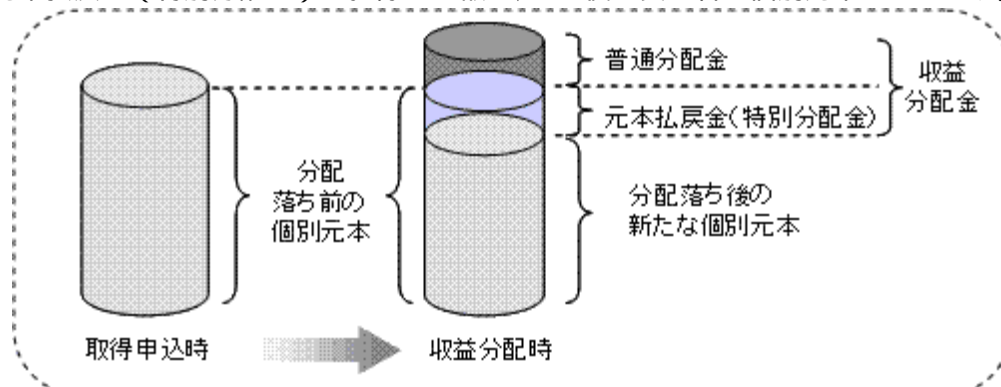 普通分配金
収益
分配金
元本払戻金(特別分配金)
分配
落ち前の
個別元本
分配落ち後の
新たな個別元本
取得申込時
収益分配時